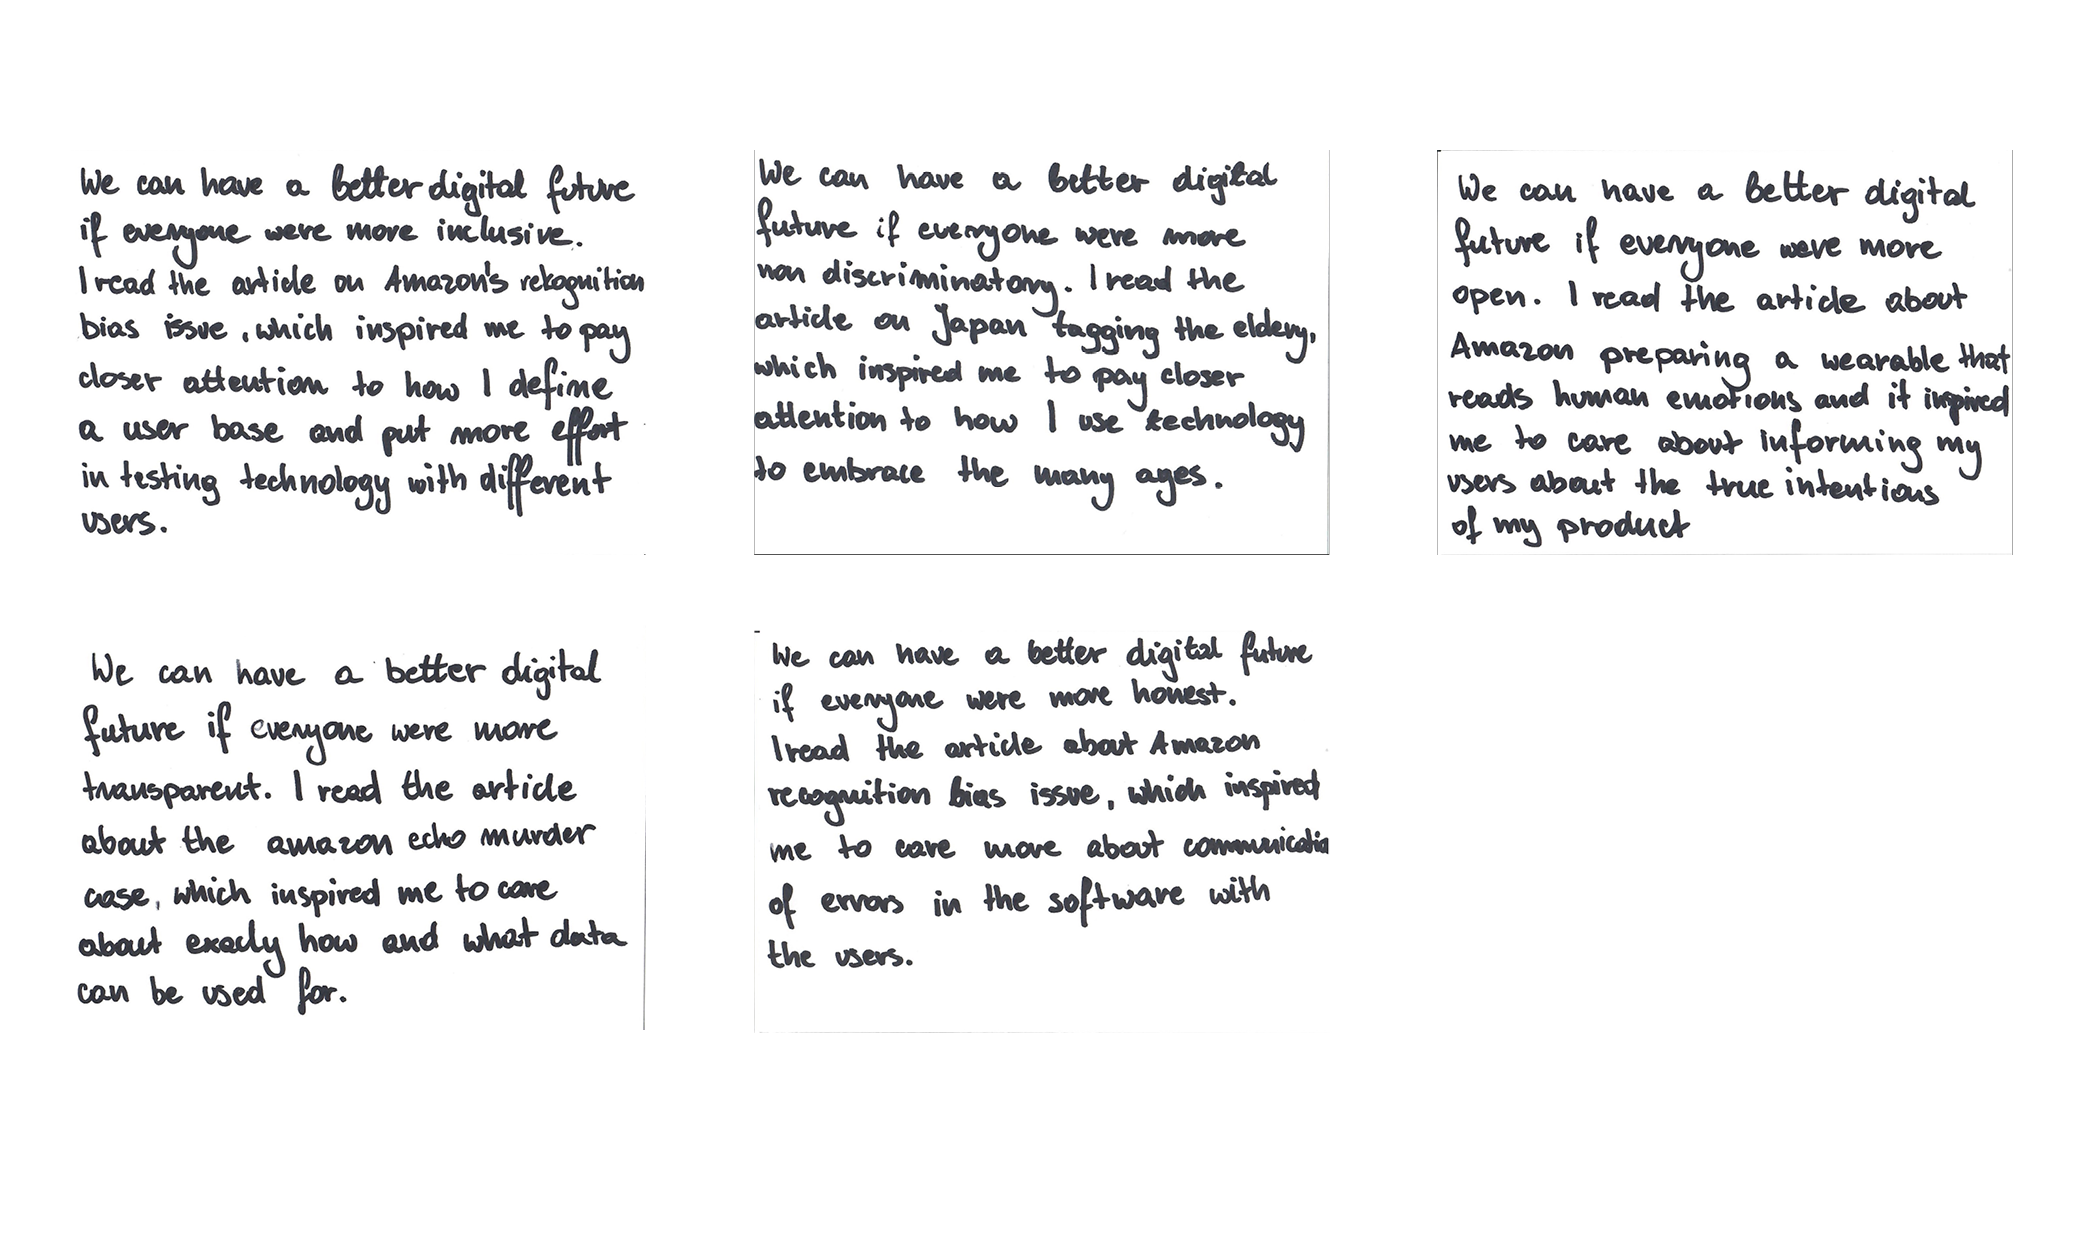 We can have a better digital future
if everyone were more inclusive.
I read the article on Amazon's rekognition
bias issue, which inspired me to pay
closer attention to how I define
a user base and put more effort
in testing technology with different
users.
We can have a better digital
future if everyone were more
non discriminatory. I read the
article on Japan tagging the eldery,
which inspired me to pay closer
attention to how I use technology
to embrace the many ages.
We can have a better digital
future if everyone were more
open. I read the article about
Amazon preparing a wearable that
reads human emotions and it inspired
me to care about informing my
users about the true intentions
of my product
We can have a better digital
future if everyone were more
transparent. I read the article
about the amazon echo murder
case, which inspired me to care
about exacly how and what data
can be used for.
We can have a better digital future
if everyone were more honest.
I read the article about Amazon
recognition bias issue, which inspired
me to care more about communicatio
of errors in the software with
the users.